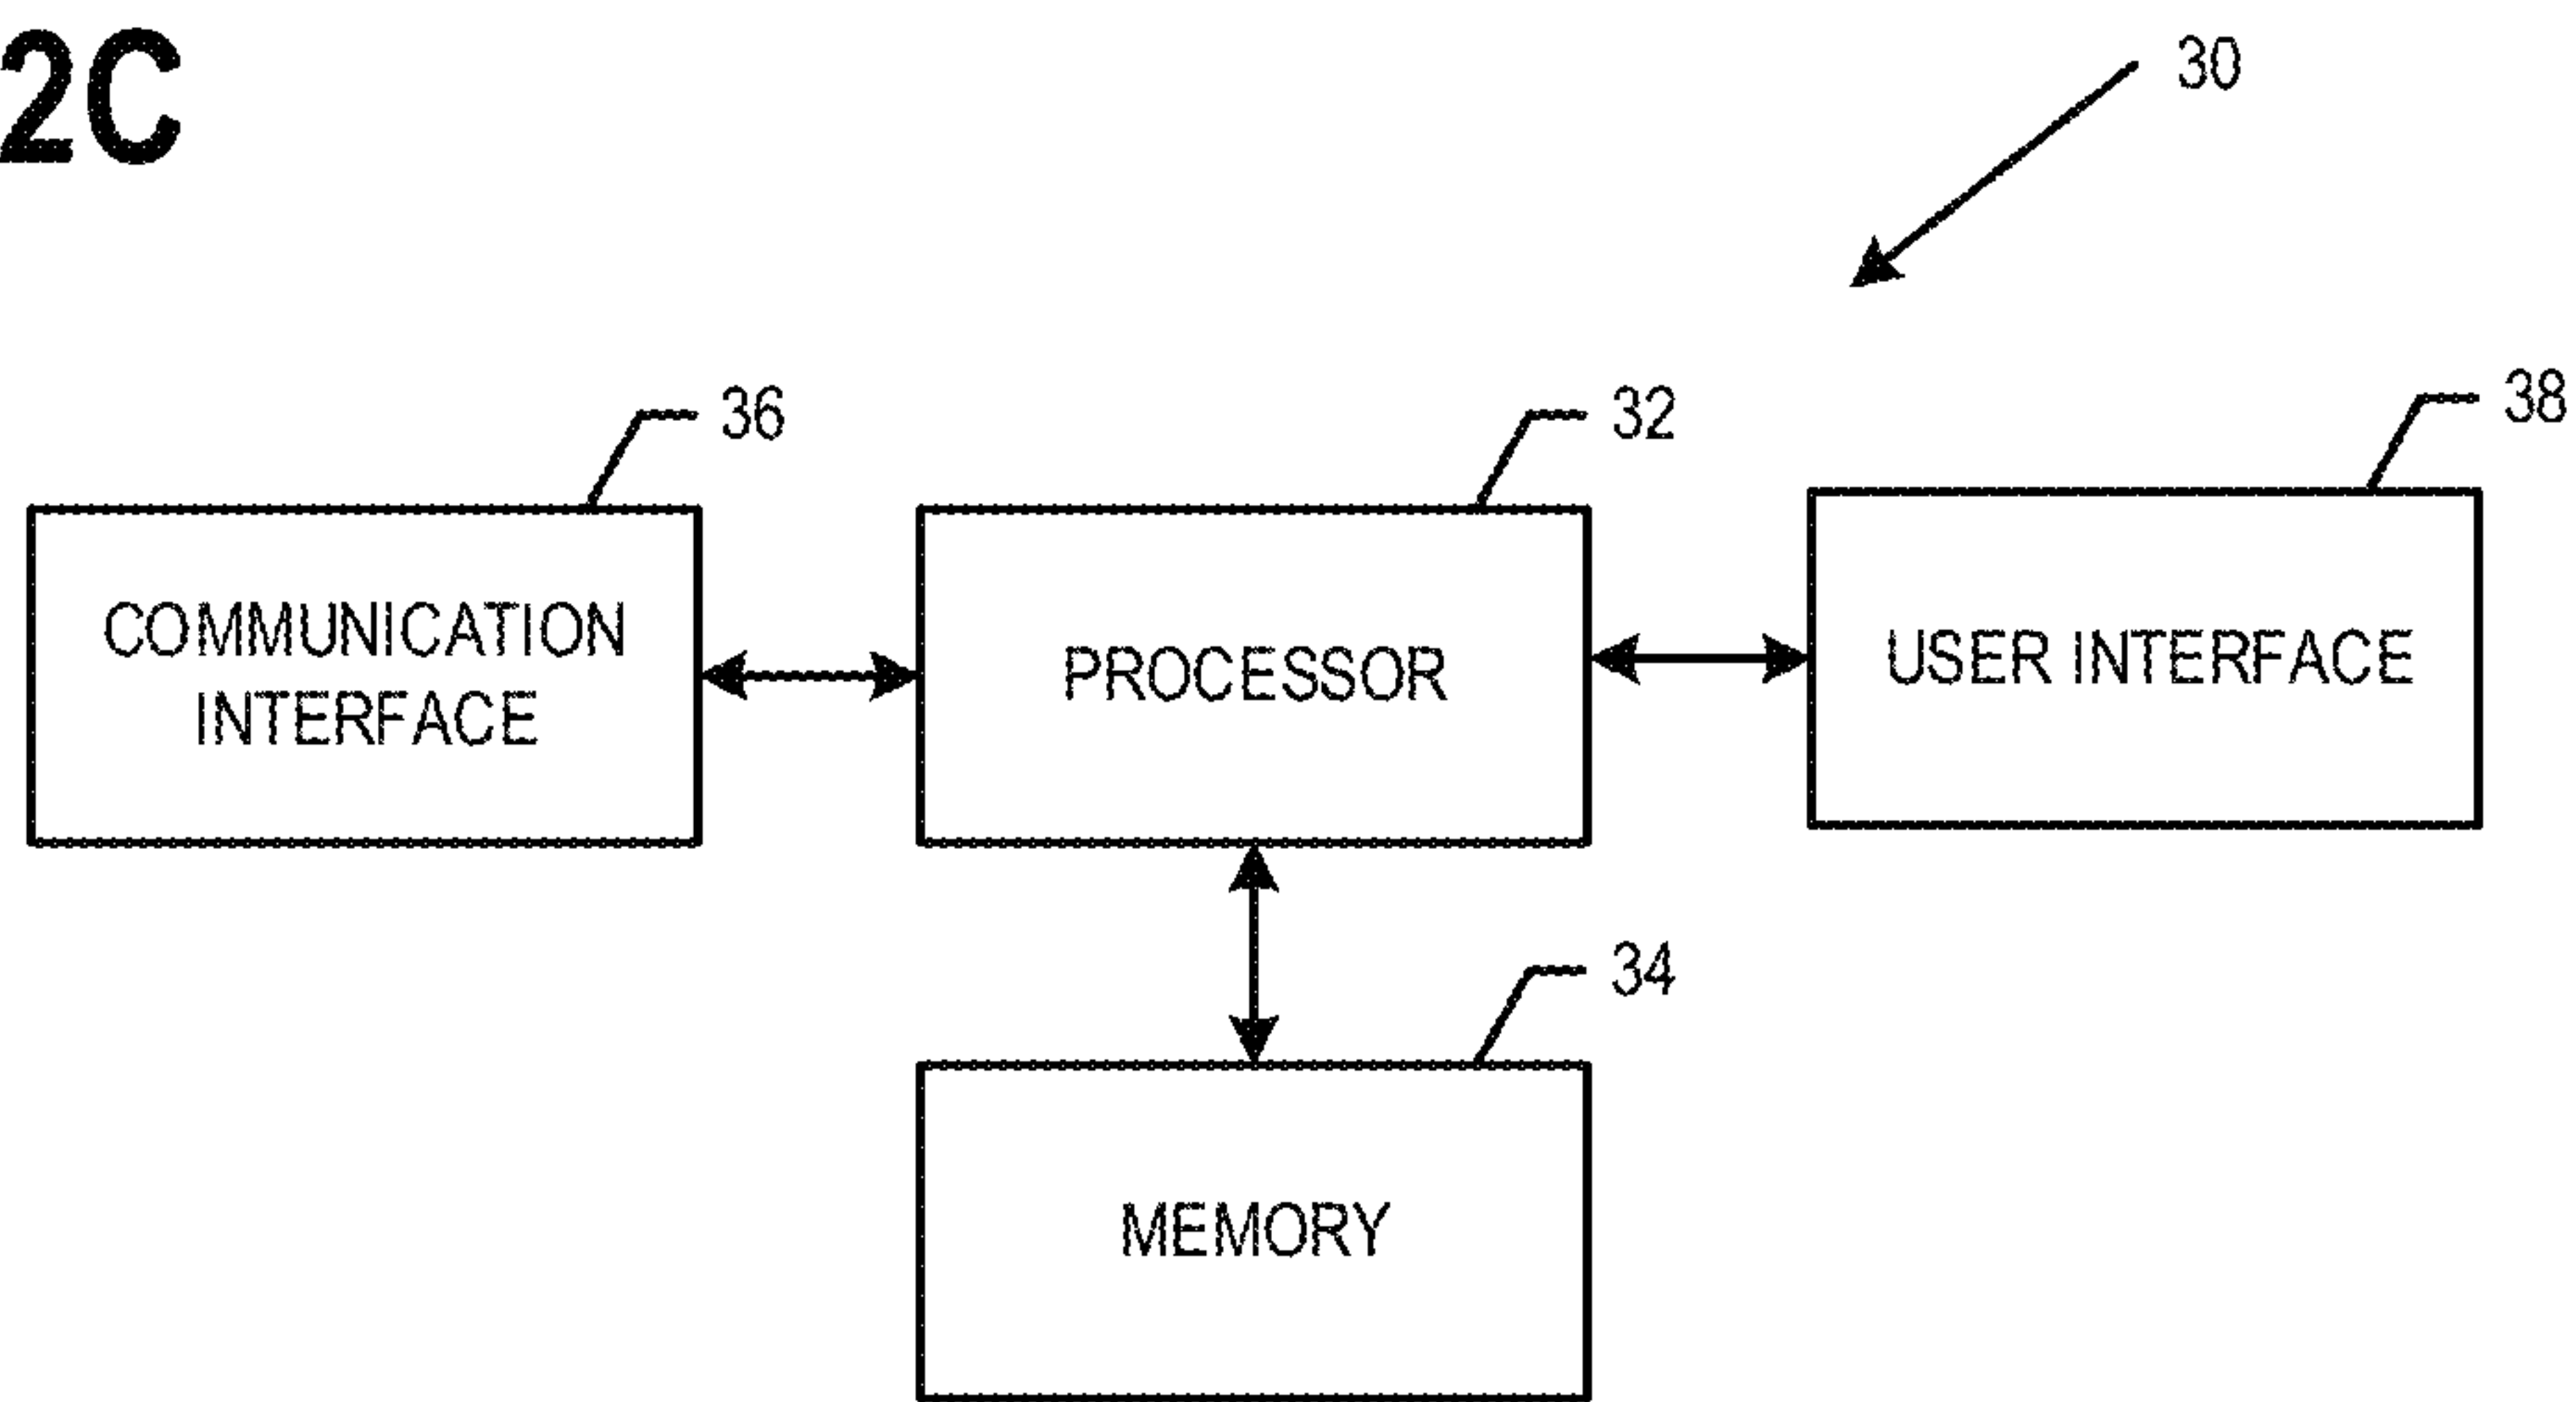 2C
30
36
32
38
COMMUNICATION
INTERFACE
PROCESSOR
USER INTERFACE
34
MEMORY